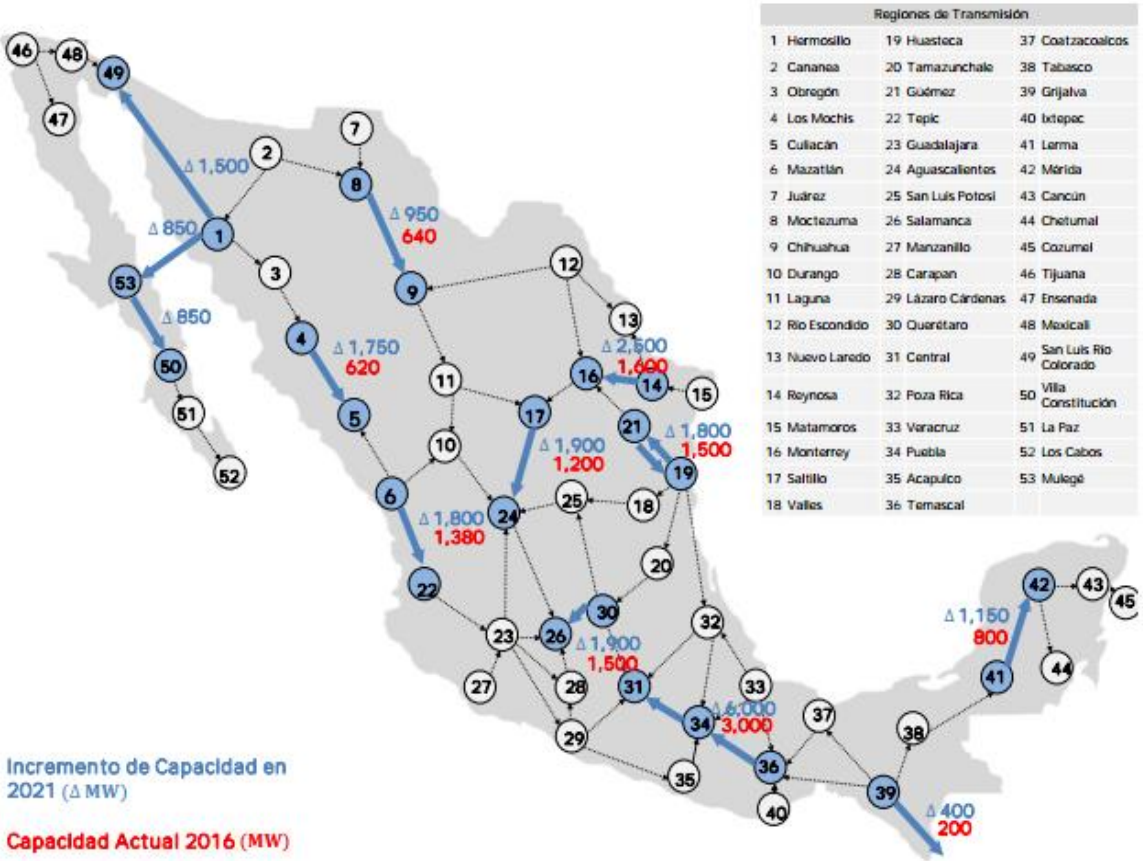 Regiones de Transmisión
1 Hermosillo 19 Huasteca 37 Coatzacoalcos
2 Cananea 20 Tamazunchale 38 Tabasco
3 Obregón 21 Güémez 39 Grijalva
4 Los Mochis 22 Tepic 40 Ixtepec
5 Culiacán 23 Guadalajara 41 Lerma
6 Mazatlán 24 Aguascalientes 42 Mérida
7 Juárez 25 San Luis Potosí 43 Cancún
8 Moctezuma 26 Salamanca 44 Chetumal
9 Chihuahua 27 Manzanillo 45 Cozumel
10 Durango 28 Carapan 46 Tijuana
11 Laguna 29 Lázaro Cárdenas 47 Ensenada
12 Río Escondido 30 Querétaro 48 Mexicali
13 Nuevo Laredo 31 Central 49 San Luis Río Colorado
14 Reynosa 32 Poza Rica 50 Villa Constitución
15 Matamoros 33 Veracruz 51 La Paz
16 Monterrey 34 Puebla 52 Los Cabos
17 Saltillo 35 Acapulco 53 Mulegé
18 Valles 36 Temascal
46
48
49
47
7
2
8
Δ 1,500
Δ 950
640
Δ 850
1
53
3
9
12
13
Δ 850
4
Δ 1,750
620
Δ 2,500
1,600
50
16
14
15
11
51
5
17
21
Δ 1,800
1,500
10
Δ 1,900
1,200
52
6
19
25
18
24
Δ 1,800
1,380
20
22
42
43
45
30
32
Δ 1,150
800
23
26
Δ 1,900
1,500
44
27
28
31
33
41
34
Δ 6,000
3,000
37
38
29
35
36
39
40
Δ 400
200
Incremento de Capacidad en
2021 (Δ MW)
Capacidad Actual 2016 (MW)